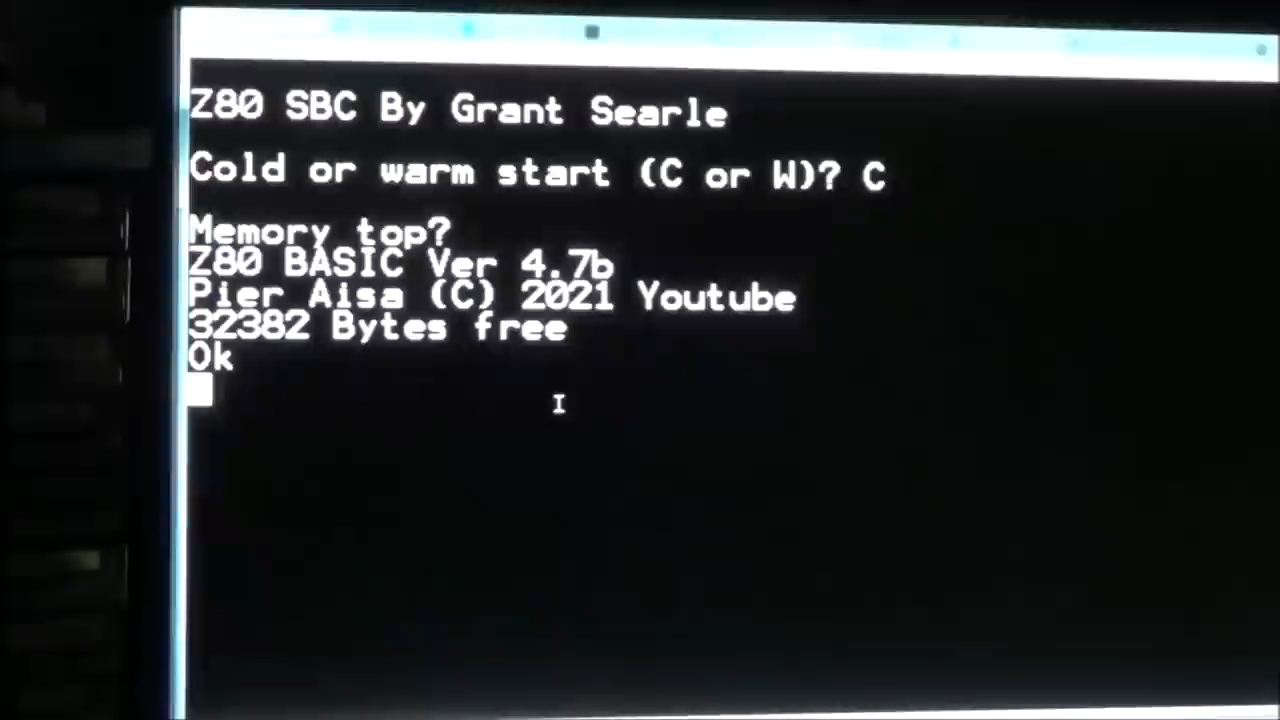 Z80 SBC By Grant Searle
Cold or warm start (C or W)? C
Memory top?
Z80 BASIC Ver 4.7b
Pier Aisa (C) 2021 Youtube
32382 Bytes free
Ok